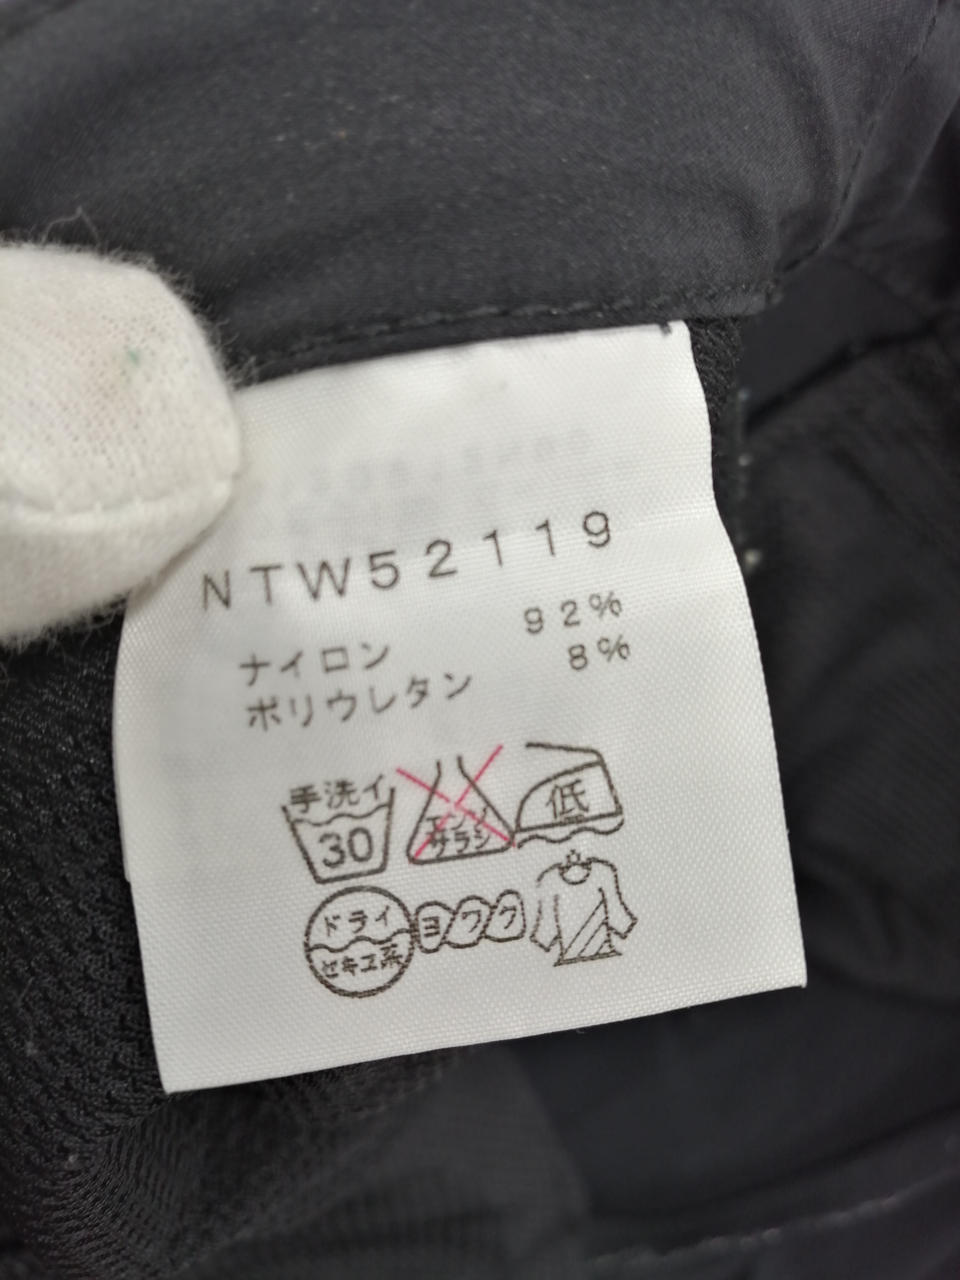 NTW52119
ナイロン 92%
ポリウレタン 8%
手洗イ
30
エンソ
サラシ
低
ドライ
セキユ系
ヨワク